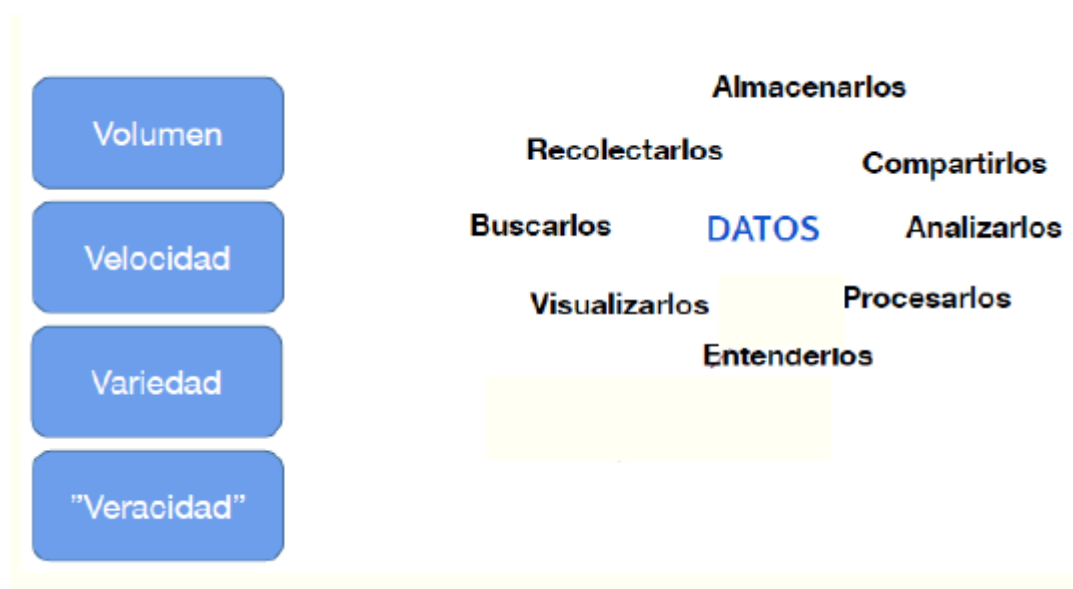 Volumen
Velocidad
Variedad
”Veracidad”
Almacenarlos
Recolectarlos
Compartirlos
Buscarlos
DATOS
Analizarlos
Visualizarlos
Procesarlos
Entenderlos